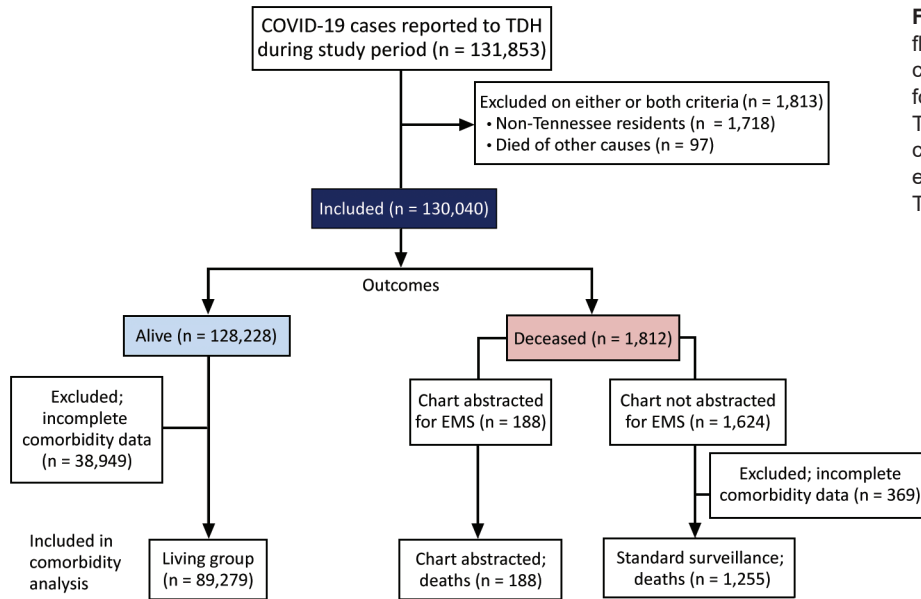 COVID-19 cases reported to TDH
during study period (n = 131,853)
Excluded on either or both criteria (n = 1,813)
• Non-Tennessee residents (n = 1,718)
• Died of other causes (n = 97)
Included (n = 130,040)
Outcomes
Alive (n = 128,228)
Deceased (n = 1,812)
Excluded;
incomplete
comorbidity data
(n = 38,949)
Chart abstracted
for EMS (n = 188)
Chart not abstracted
for EMS (n = 1,624)
Excluded; incomplete
comorbidity data (n = 369)
Included in
comorbidity
analysis
Living group
(n = 89,279)
Chart abstracted;
deaths (n = 188)
Standard surveillance;
deaths (n = 1,255)